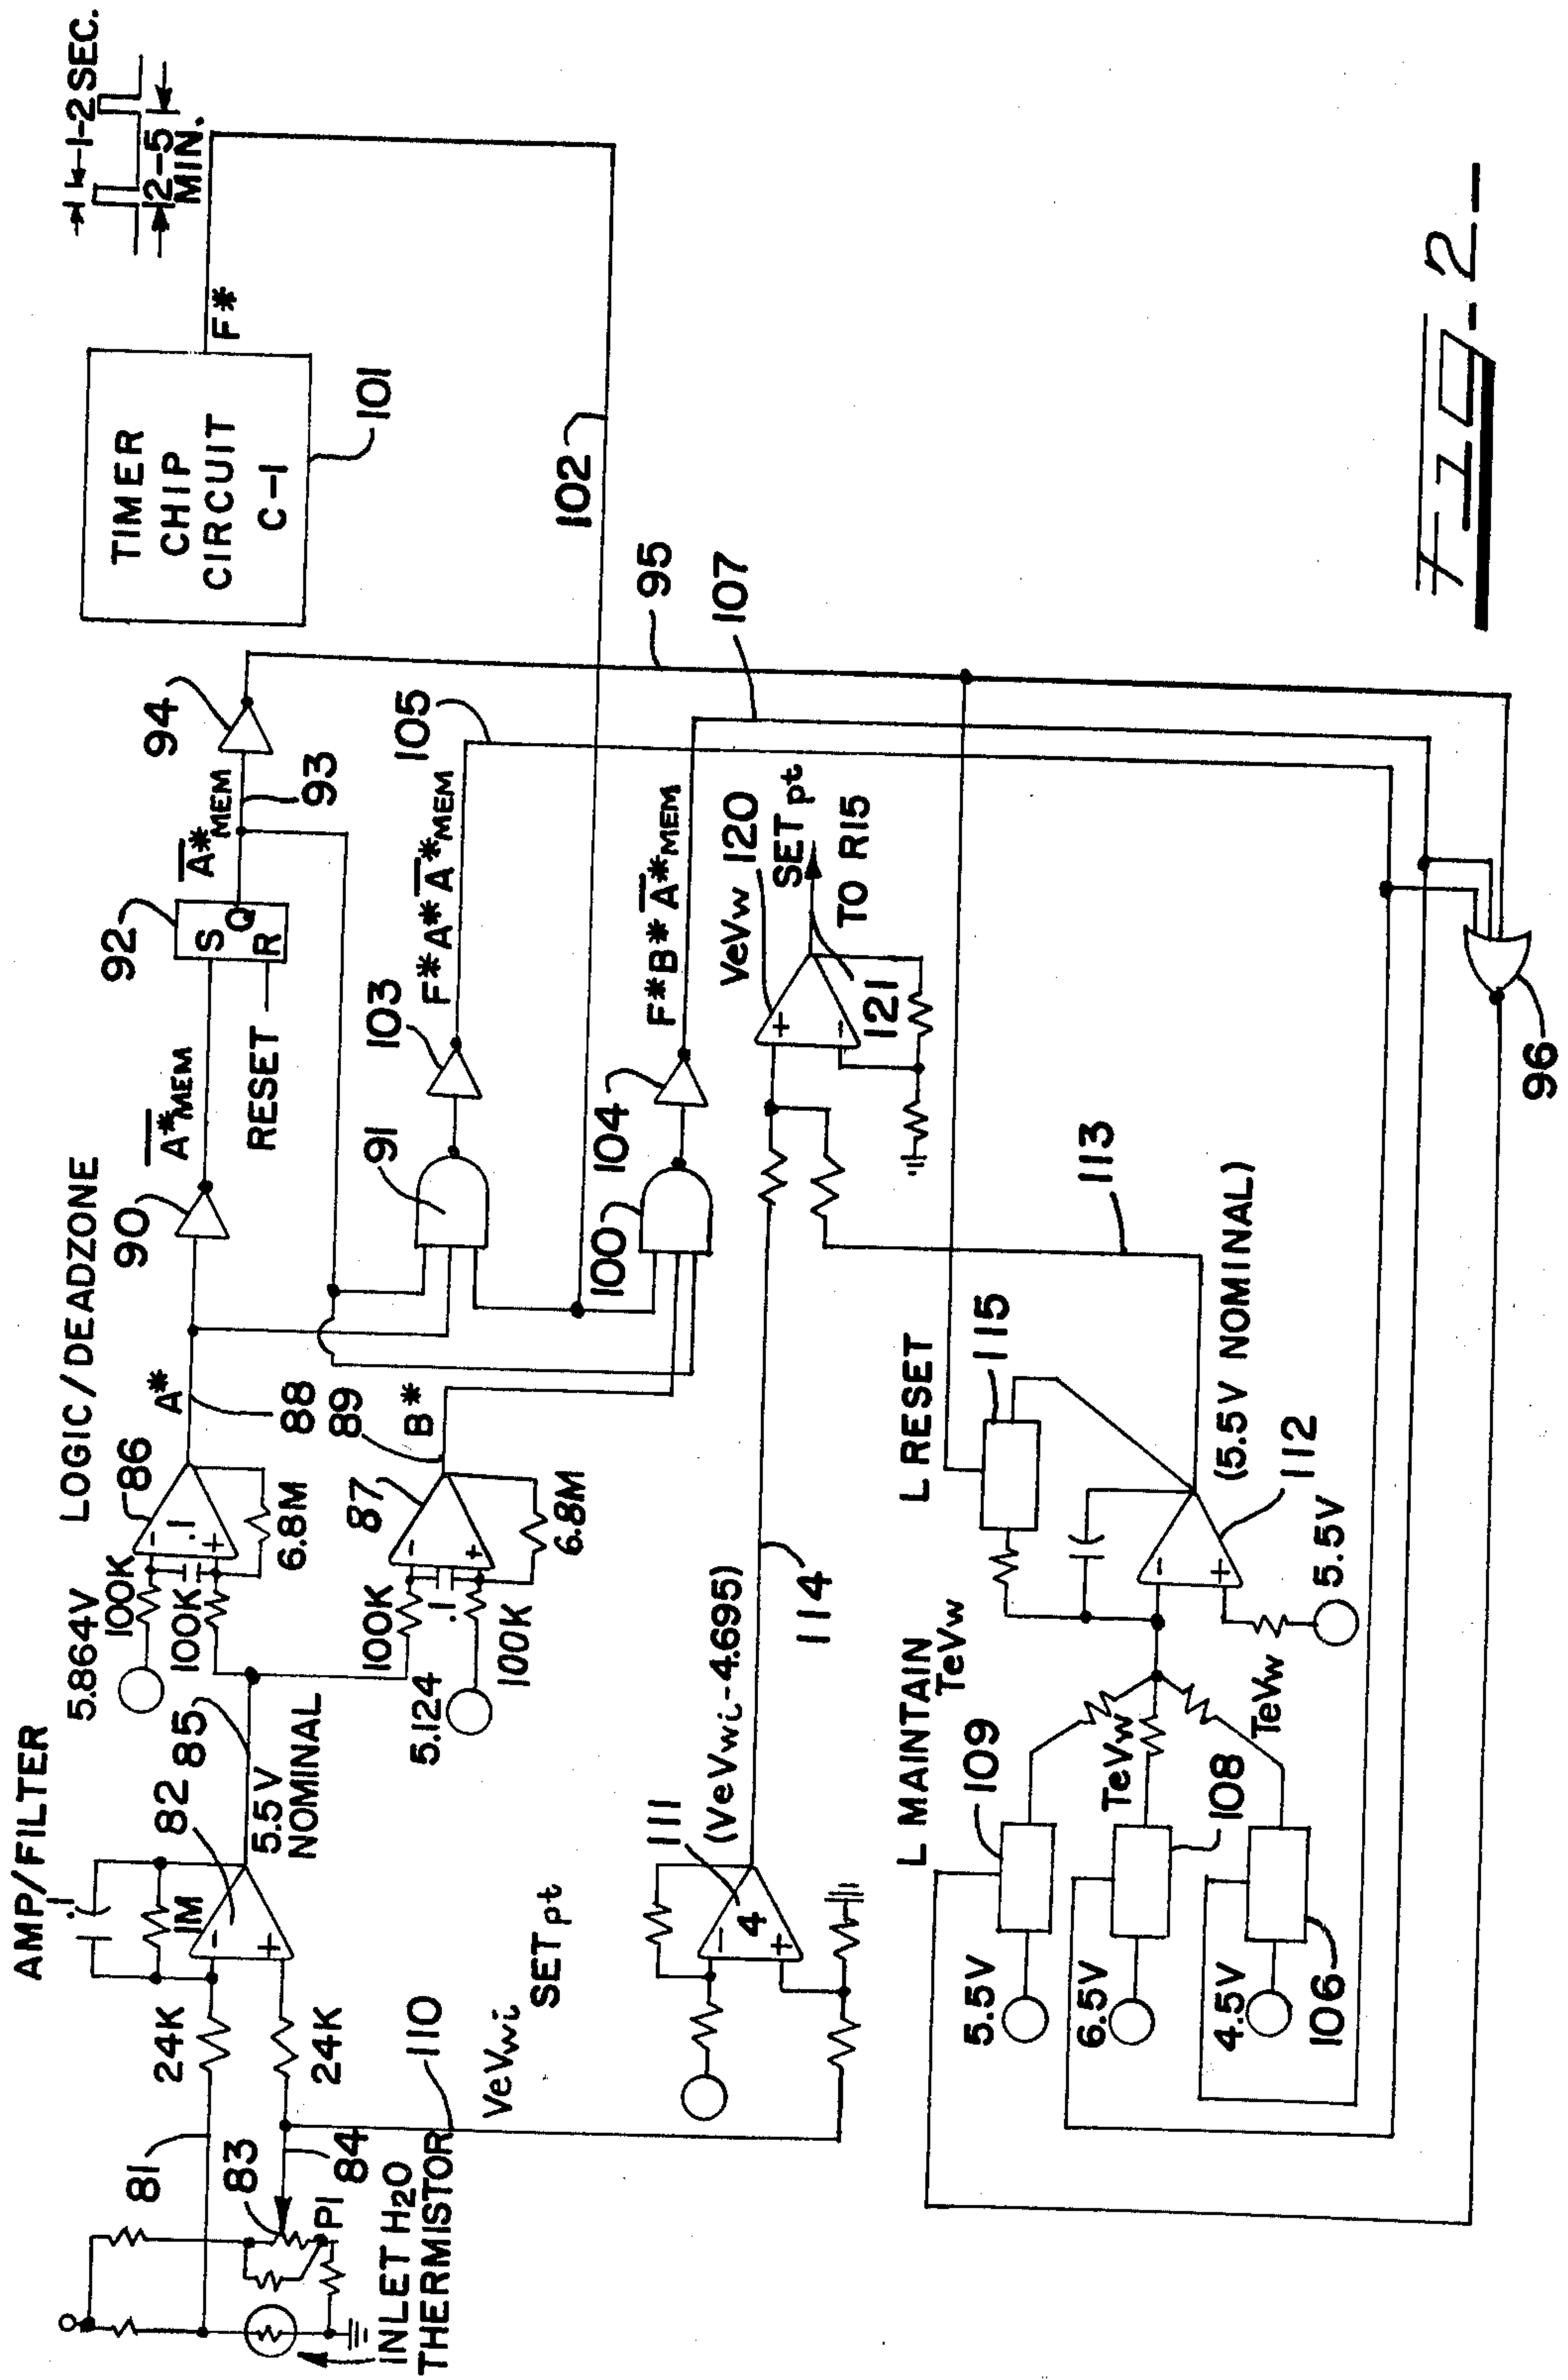 AMP/FILTER
LOGIC/DEADZONE
.1
1M
24K
24K
81
82
83
84
85
P1
INLET H2O
THERMISTOR
110
5.5V
NOMINAL
5.864V
100K
100K
.1
86
6.8M
A*
88
89
B*
87
100K
.1
5.124
100K
6.8M
90
A*MEM
92
S
Q
R
RESET
A*MEM
93
94
91
103
F*A*A*MEM
105
100
104
F*B*A*MEM
107
95
TIMER
CHIP
CIRCUIT
C-1
101
F*
102
1-2 SEC.
2-5
MIN.
VeVwi
SETpt
111
4
(VeVwi-4.695)
114
VeVw
120
SETpt
TO R15
121
113
L MAINTAIN
TeVw
109
5.5V
TeVw
108
6.5V
TeVw
4.5V
106
L RESET
115
(5.5V NOMINAL)
112
5.5V
96
Fig-2-